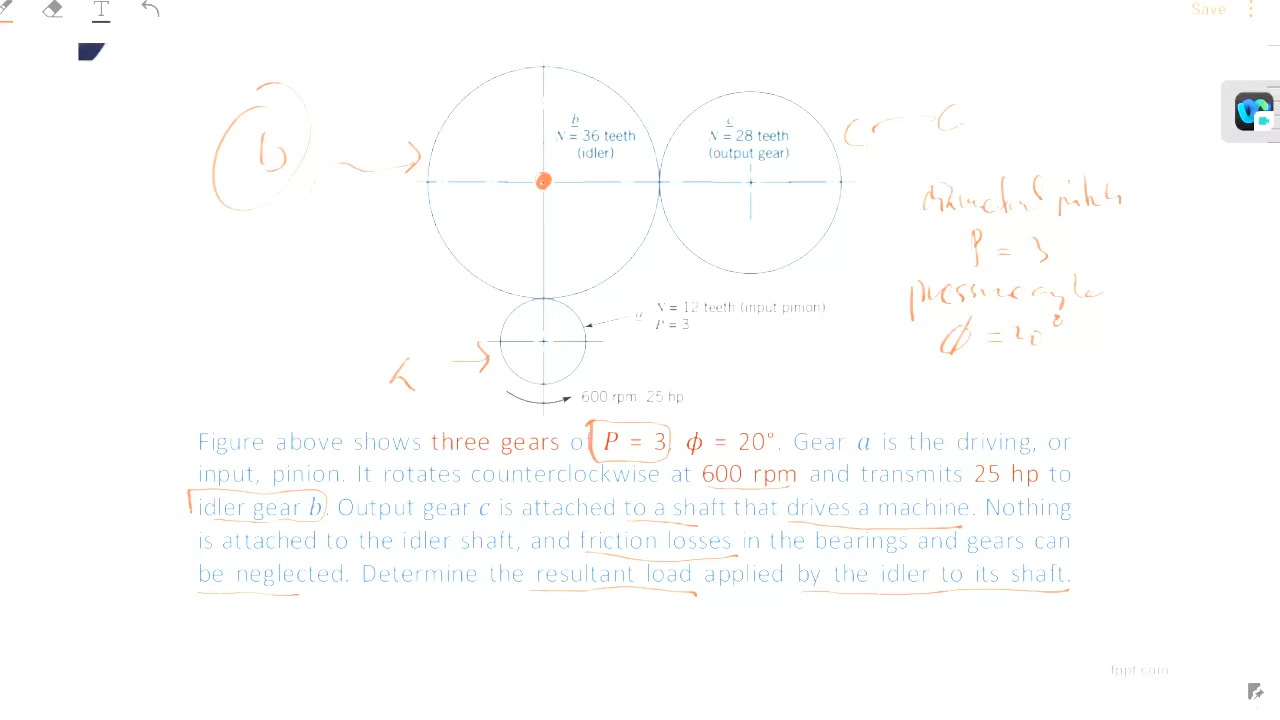 T
Save
b
N = 36 teeth
(idler)
c
N = 28 teeth
(output gear)
b
C
C
diametral pitch
P = 3
pressure angle
ϕ = 20°
a
N = 12 teeth (input pinion)
P = 3
600 rpm; 25 hp
Figure above shows three gears of P = 3, ϕ = 20°. Gear a is the driving, or
input, pinion. It rotates counterclockwise at 600 rpm and transmits 25 hp to
idler gear b. Output gear c is attached to a shaft that drives a machine. Nothing
is attached to the idler shaft, and friction losses in the bearings and gears can
be neglected. Determine the resultant load applied by the idler to its shaft.
fppt.com